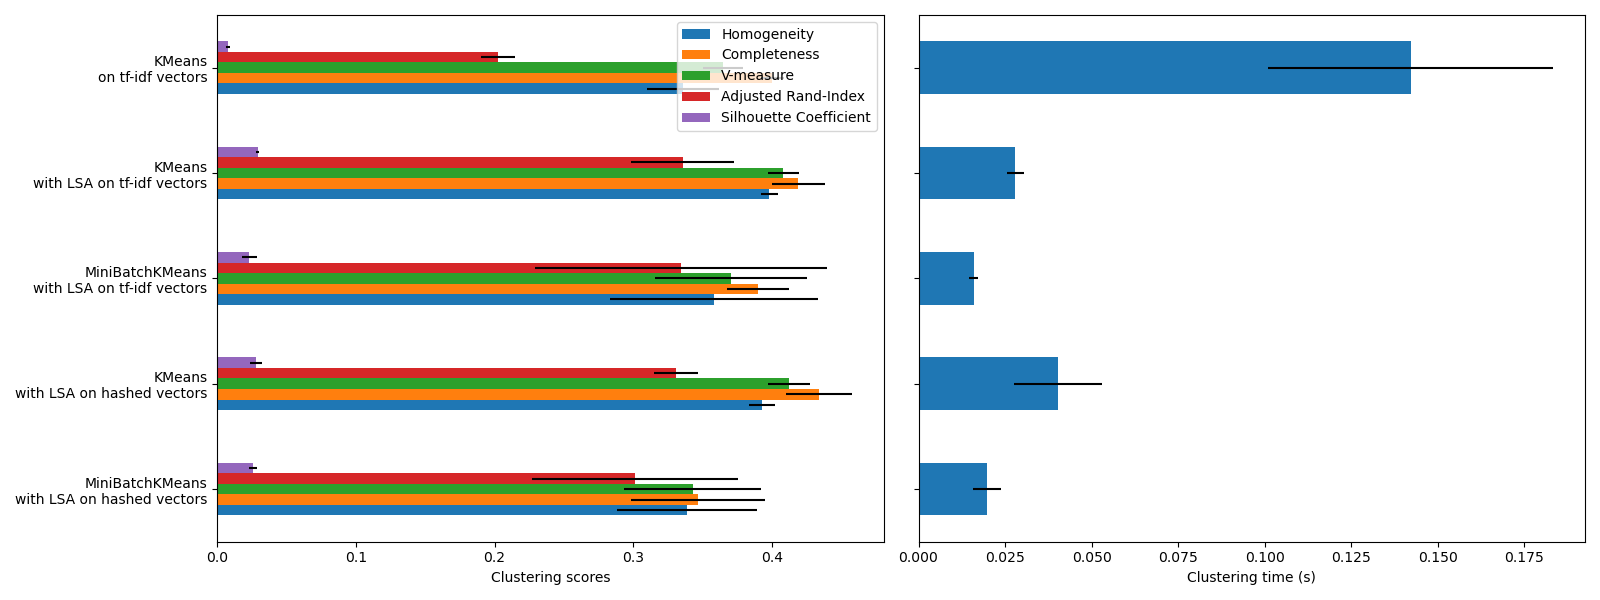 KMeans
on tf-idf vectors
KMeans
with LSA on tf-idf vectors
MiniBatchKMeans
with LSA on tf-idf vectors
KMeans
with LSA on hashed vectors
MiniBatchKMeans
with LSA on hashed vectors
Homogeneity
Completeness
V-measure
Adjusted Rand-Index
Silhouette Coefficient
0.0 0.1 0.2 0.3 0.4
Clustering scores
0.000 0.025 0.050 0.075 0.100 0.125 0.150 0.175
Clustering time (s)